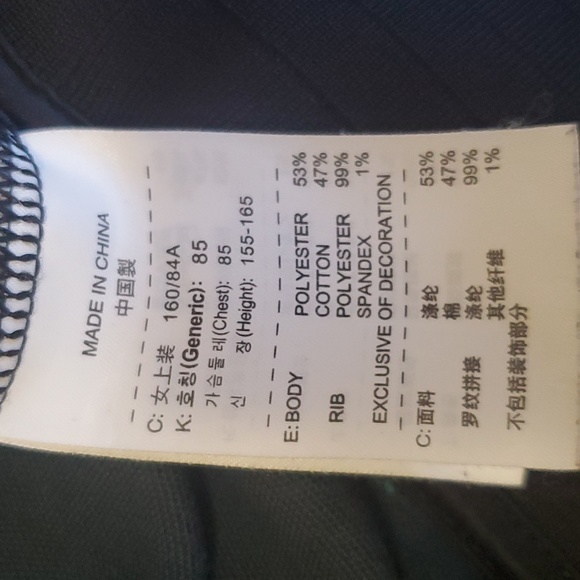 MADE IN CHINA
中国製
C: 女上装 160/84A
K: 호칭(Generic): 85
가슴둘레(Chest): 85
신 장(Height): 155-165
E: BODY POLYESTER 53%
COTTON 47%
RIB POLYESTER 99%
SPANDEX 1%
EXCLUSIVE OF DECORATION
C: 面料 涤纶 53%
棉 47%
罗纹拼接 涤纶 99%
其他纤维 1%
不包括装饰部分